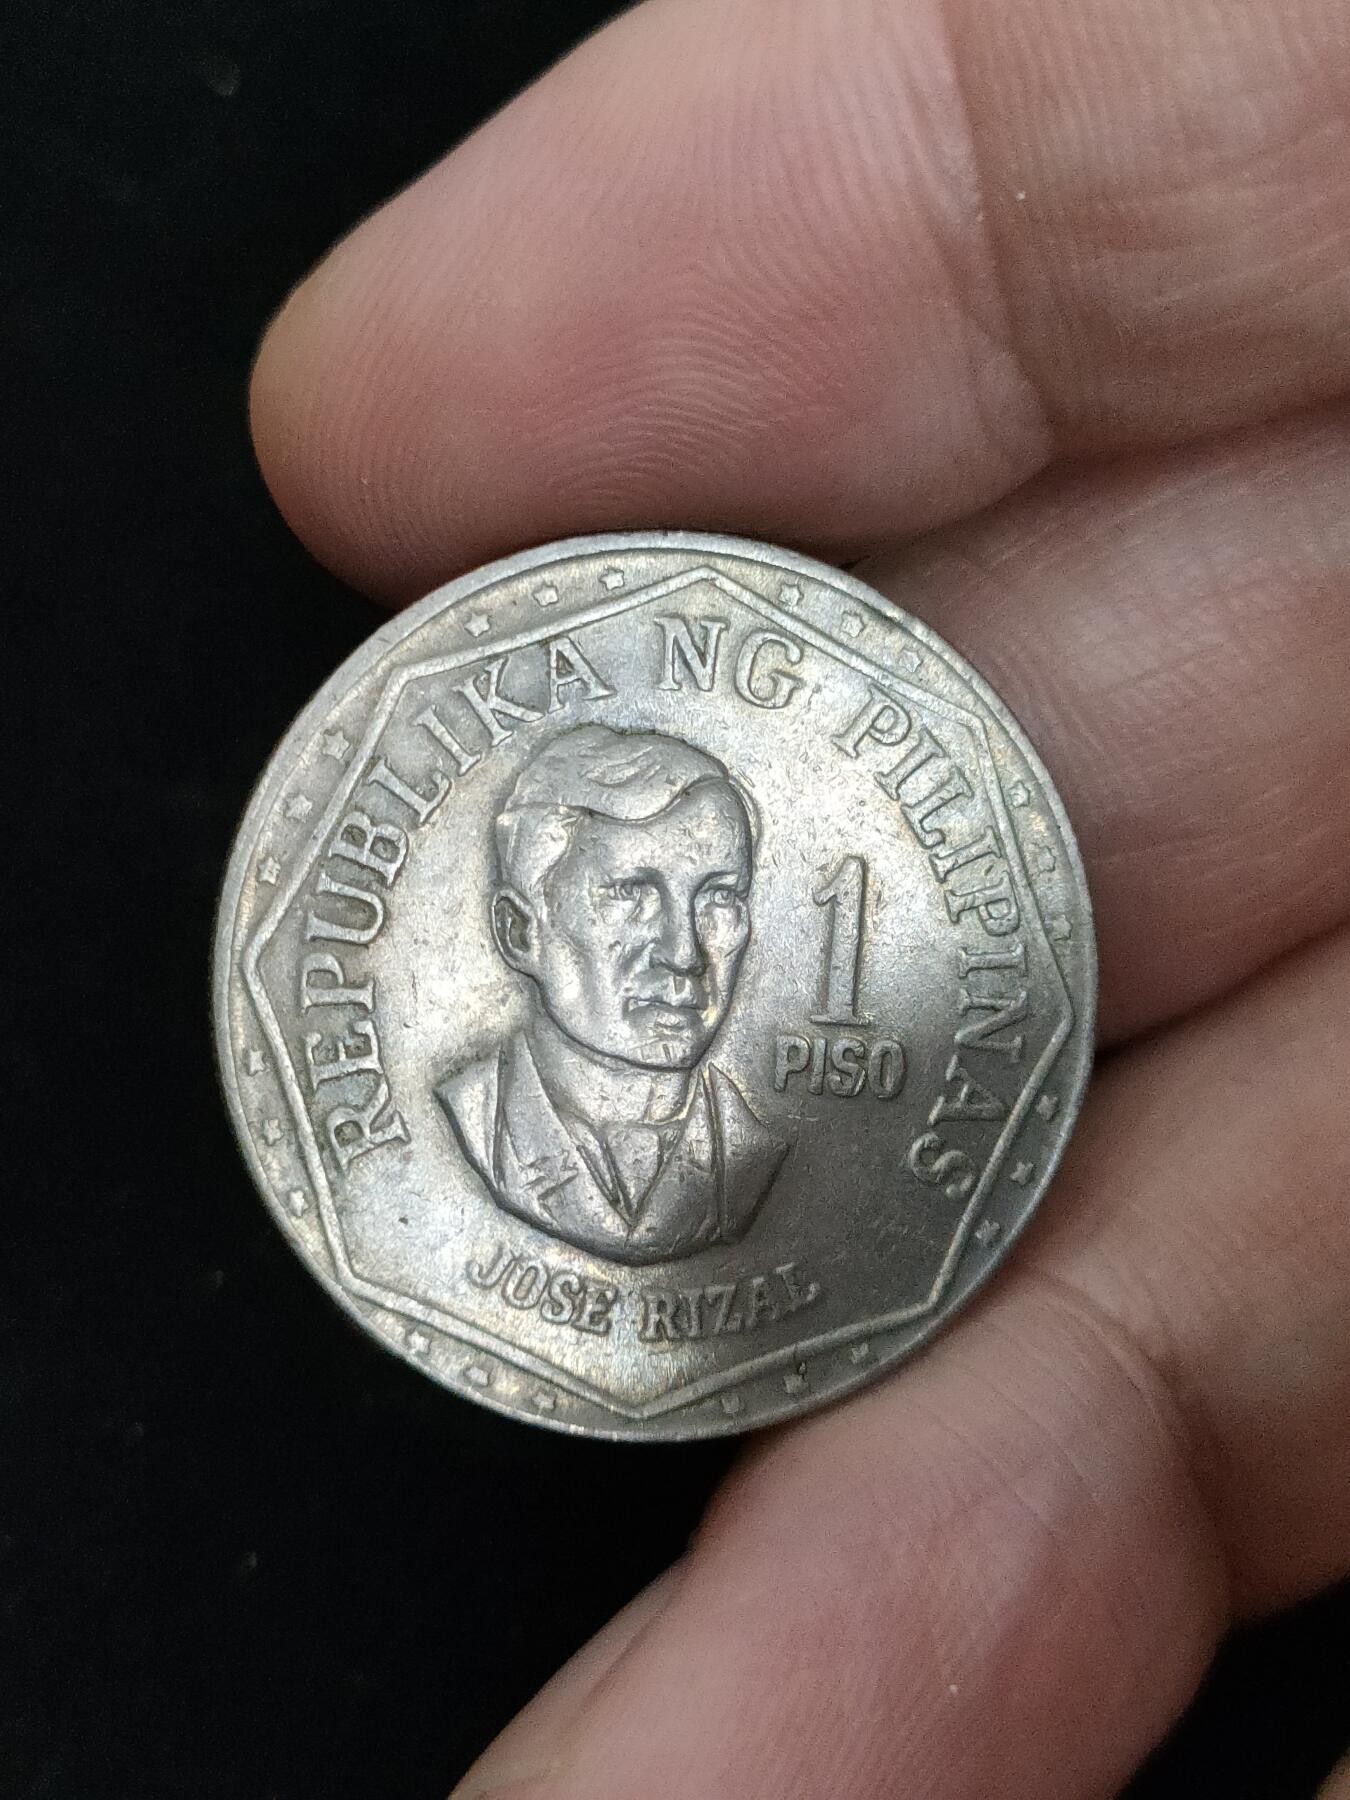 REPUBLIKA NG PILIPINAS
1
PISO
JOSE RIZAL